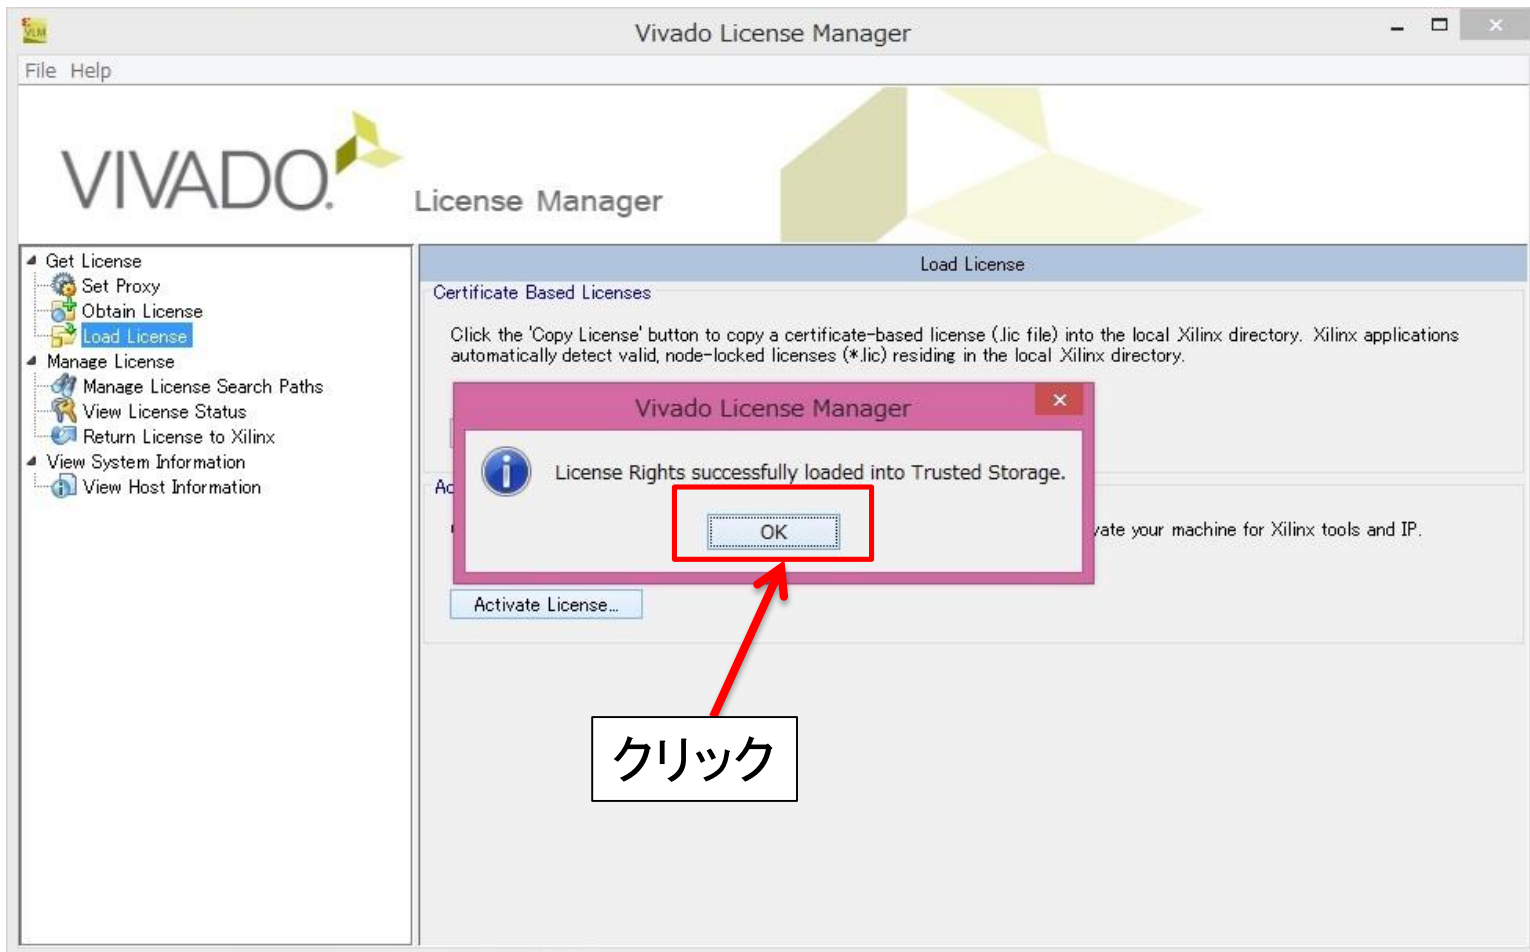 VLM
Vivado License Manager
File Help
VIVADO.
License Manager
Get License
Set Proxy
Obtain License
Load License
Manage License
Manage License Search Paths
View License Status
Return License to Xilinx
View System Information
View Host Information
Load License
Certificate Based Licenses
Click the 'Copy License' button to copy a certificate-based license (.lic file) into the local Xilinx directory. Xilinx applications
automatically detect valid, node-locked licenses (*.lic) residing in the local Xilinx directory.
Vivado License Manager
License Rights successfully loaded into Trusted Storage.
OK
Ac
vate your machine for Xilinx tools and IP.
Activate License...
クリック